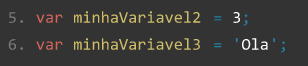 5. var minhaVariavel2 = 3;
6. var minhaVariavel3 = 'Ola';